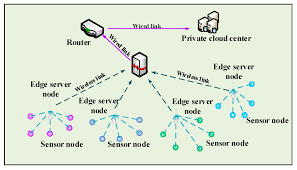 Wired link
Router
Private cloud center
Wired link
Edge server
node
Wireless link
Wireless link
Edge server
node
Edge server
node
Edge server
node
Sensor node
Sensor node
Sensor node
Sensor node